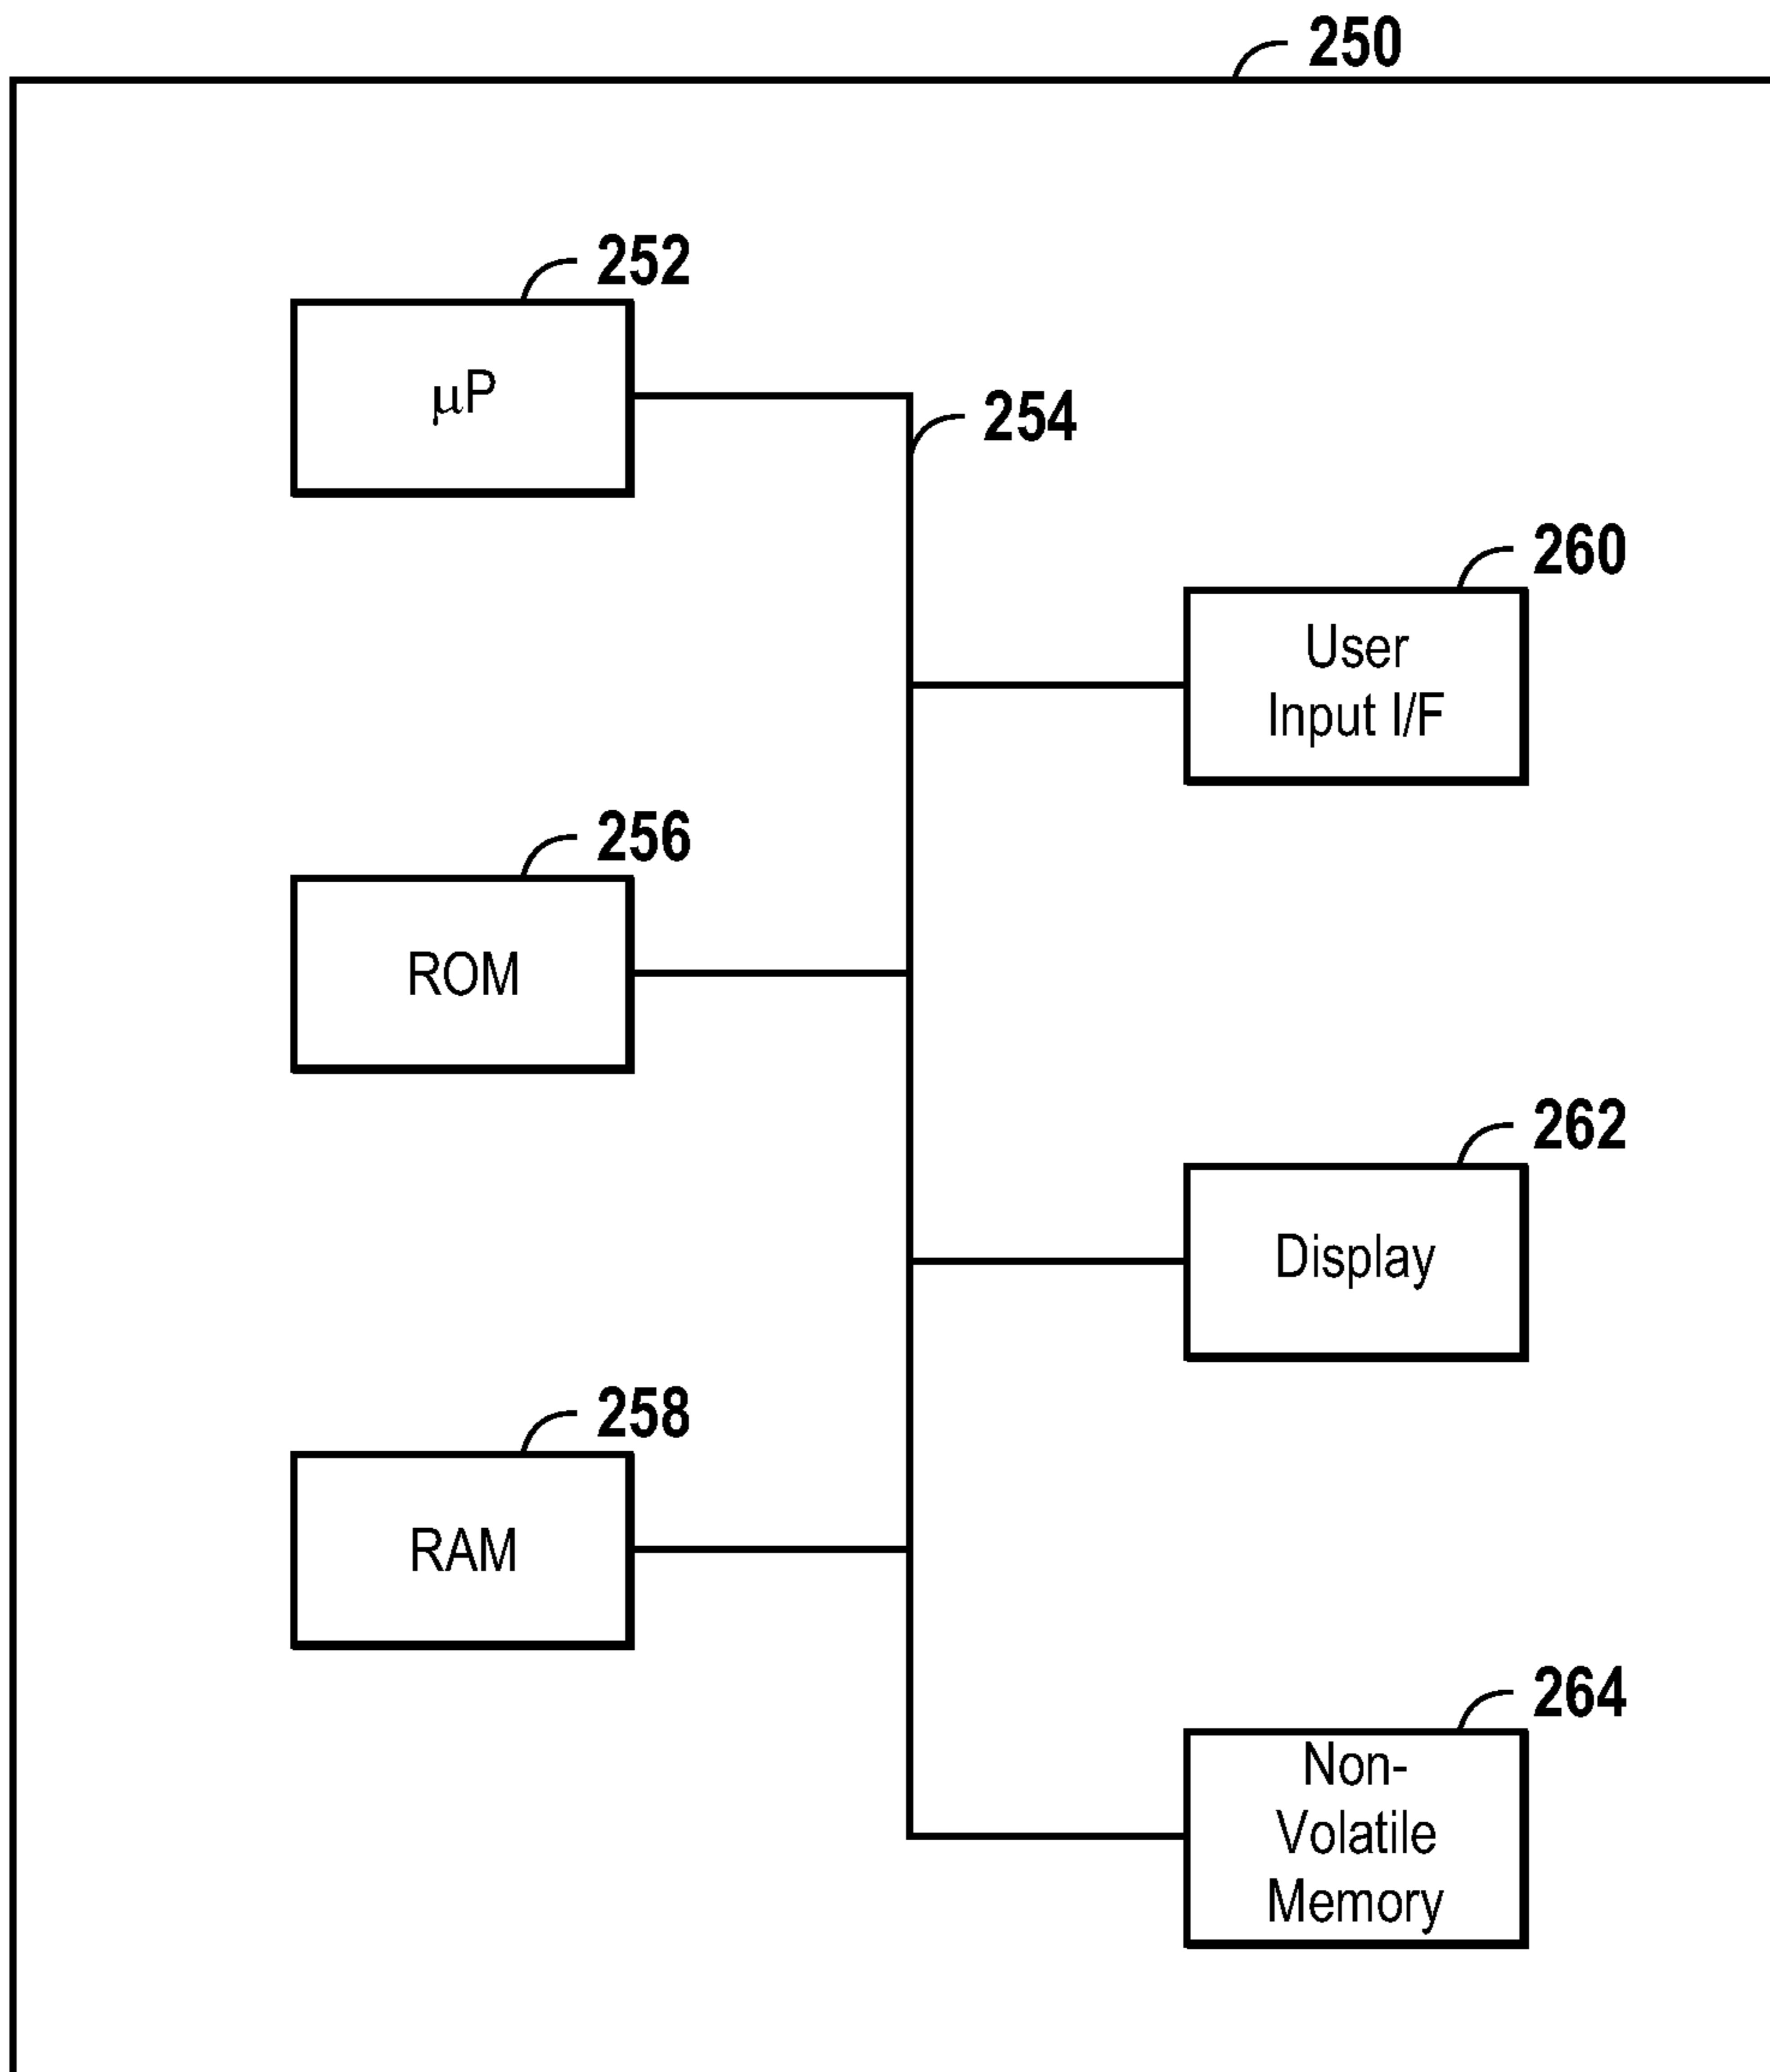 250
252
µP
254
260
User
Input I/F
256
ROM
262
Display
258
RAM
264
Non-
Volatile
Memory